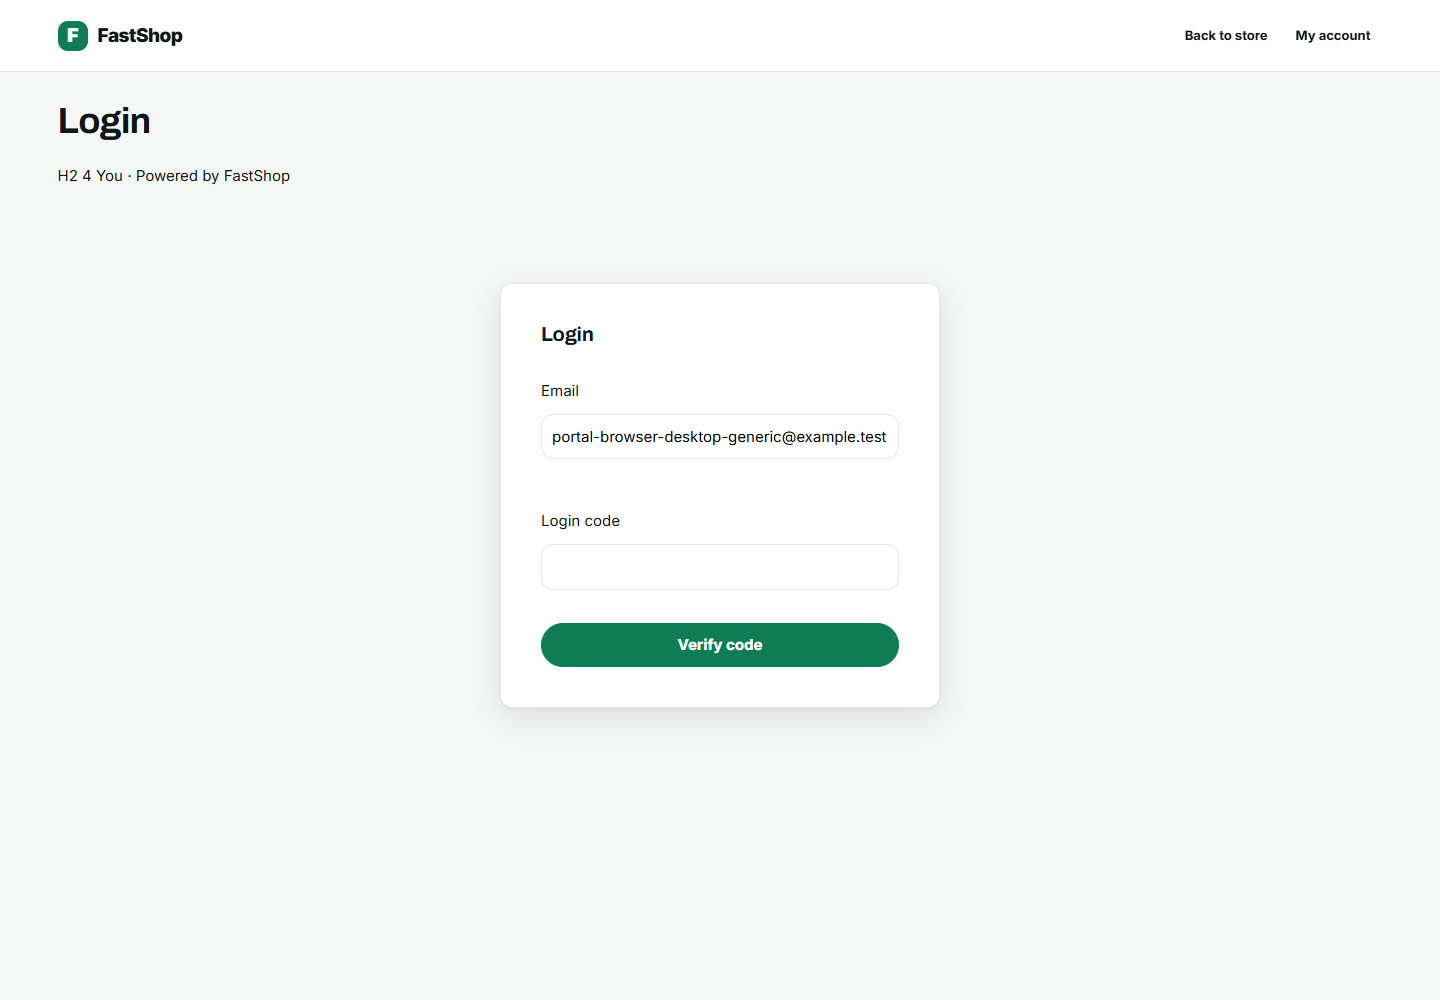 F FastShop
Back to store
My account
Login
H2 4 You · Powered by FastShop
Login
Email
portal-browser-desktop-generic@example.test
Login code
Verify code